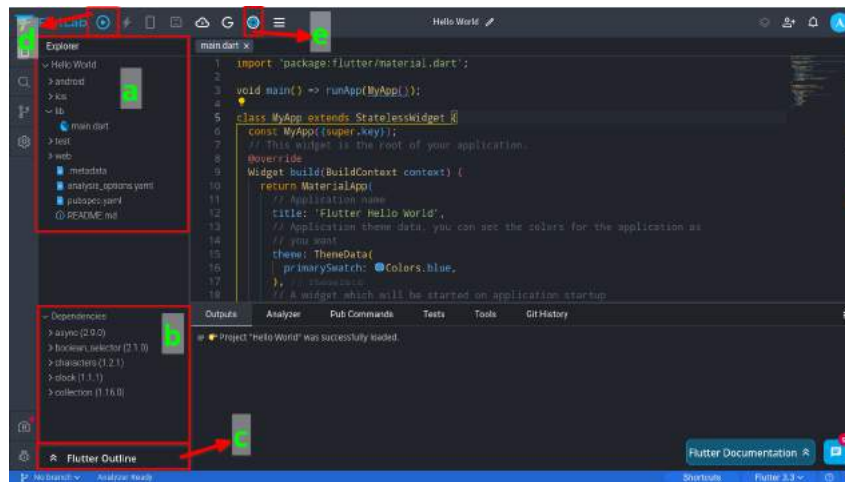 Lab
G
Hello World
Explorer
main.dart ×
Hello World
android
ios
lib
main.dart
test
web
.metadata
analysis_options.yaml
pubspec.yaml
README.md
1 import 'package:flutter/material.dart';
2
3 void main() => runApp(MyApp());
4
5 class MyApp extends StatelessWidget {
6 const MyApp({super.key});
7 // This widget is the root of your application.
8 @override
9 Widget build(BuildContext context) {
10 return MaterialApp(
11 // Application name
12 title: 'Flutter Hello World',
13 // Application theme data, you can set the colors for the application as
14 // you want
15 theme: ThemeData(
16 primarySwatch: Colors.blue,
17 ), // ThemeData
18 // A widget which will be started on application startup
Dependencies
async (2.9.0)
boolean_selector (2.1.0)
characters (1.2.1)
clock (1.1.1)
collection (1.16.0)
Flutter Outline
Outputs Analyzer Pub Commands Tests Tools Git History
Project "Hello World" was successfully loaded.
Flutter Documentation
No branch Analyzer Ready Shortcuts Flutter 3.3
a
b
c
d
e